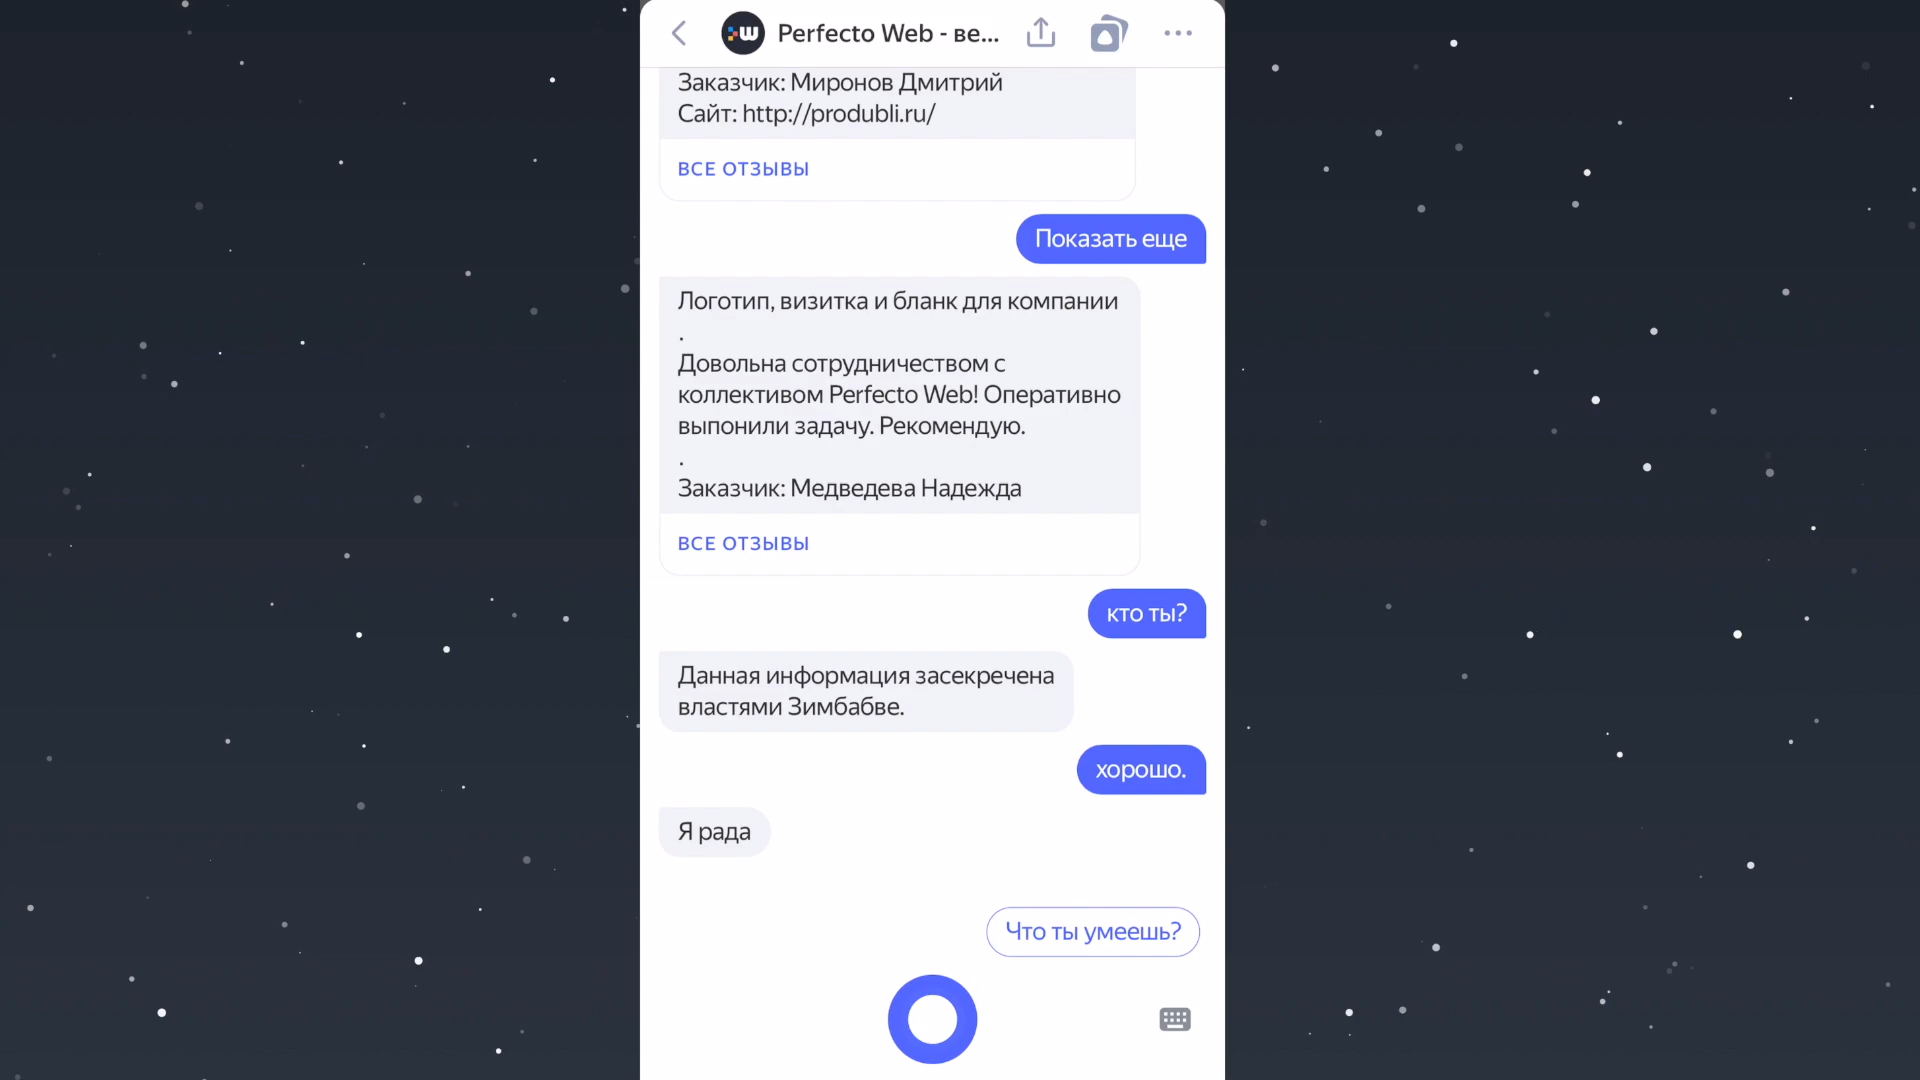 Perfecto Web - ве...
Заказчик: Миронов Дмитрий
Сайт: http://produbli.ru/
ВСЕ ОТЗЫВЫ
Показать еще
Логотип, визитка и бланк для компании
.
Довольна сотрудничеством с
коллективом Perfecto Web! Оперативно
выпонили задачу. Рекомендую.
.
Заказчик: Медведева Надежда
ВСЕ ОТЗЫВЫ
кто ты?
Данная информация засекречена
властями Зимбабве.
хорошо.
Я рада
Что ты умеешь?